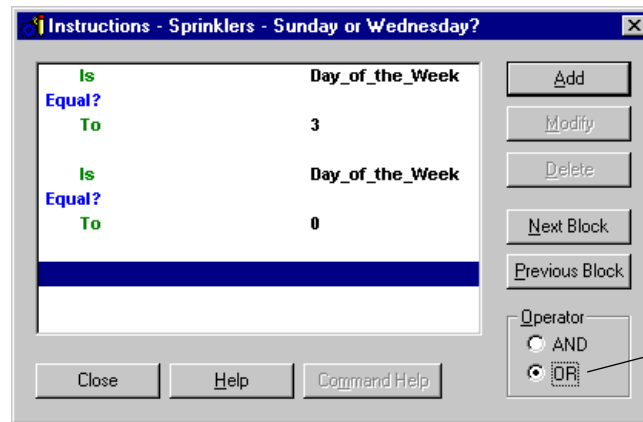 Instructions - Sprinklers - Sunday or Wednesday?
Is Day_of_the_Week
Equal?
To 3
Is Day_of_the_Week
Equal?
To 0
Add
Modify
Delete
Next Block
Previous Block
Operator
AND
OR
Close
Help
Command Help